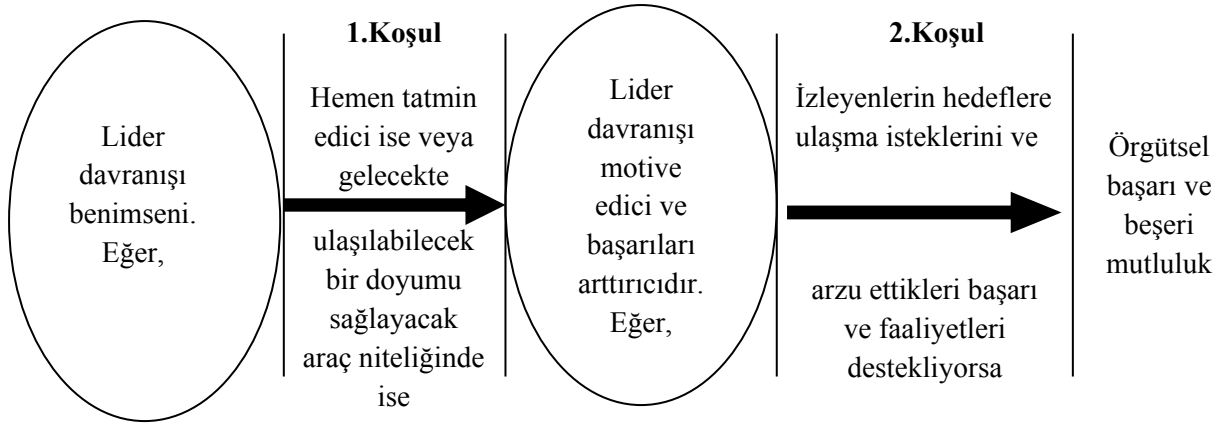 Lider
davranışı
benimseni.
Eğer,
1.Koşul
Hemen tatmin
edici ise veya
gelecekte
ulaşılabilecek
bir doyumu
sağlayacak
araç niteliğinde
ise
Lider
davranışı
motive
edici ve
başarıları
arttırıcıdır.
Eğer,
2.Koşul
İzleyenlerin hedeflere
ulaşma isteklerini ve
arzu ettikleri başarı
ve faaliyetleri
destekliyorsa
Örgütsel
başarı ve
beşeri
mutluluk